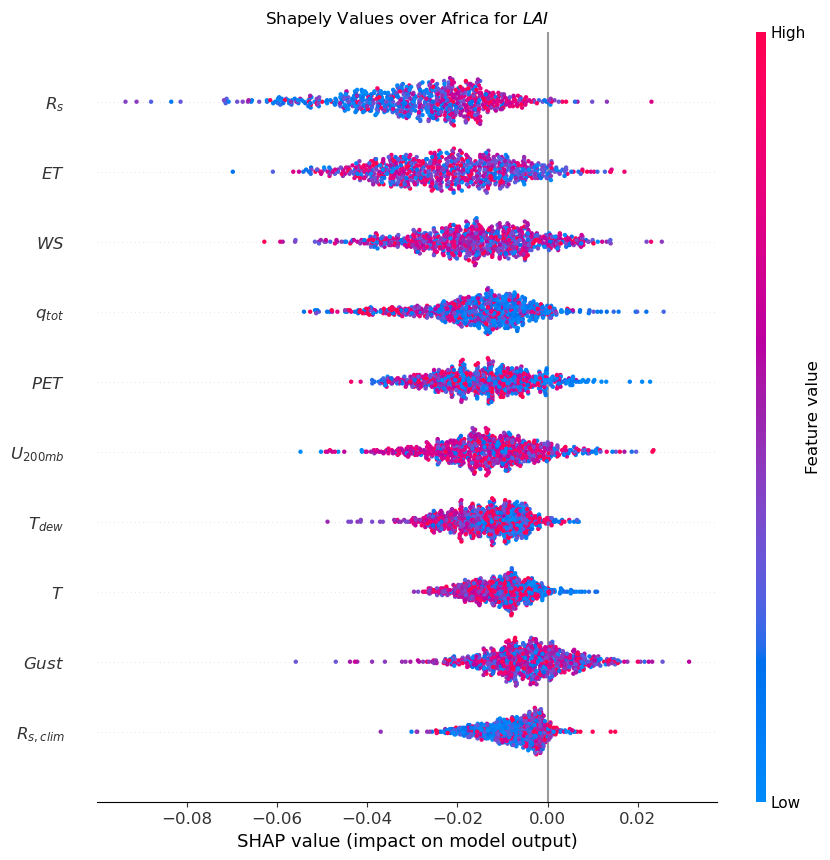 Shapely Values over Africa for LAI
High
R_s
ET
WS
q_tot
PET
U_200mb
T_dew
T
Gust
R_s,clim
Feature value
Low
−0.08 −0.06 −0.04 −0.02 0.00 0.02
SHAP value (impact on model output)